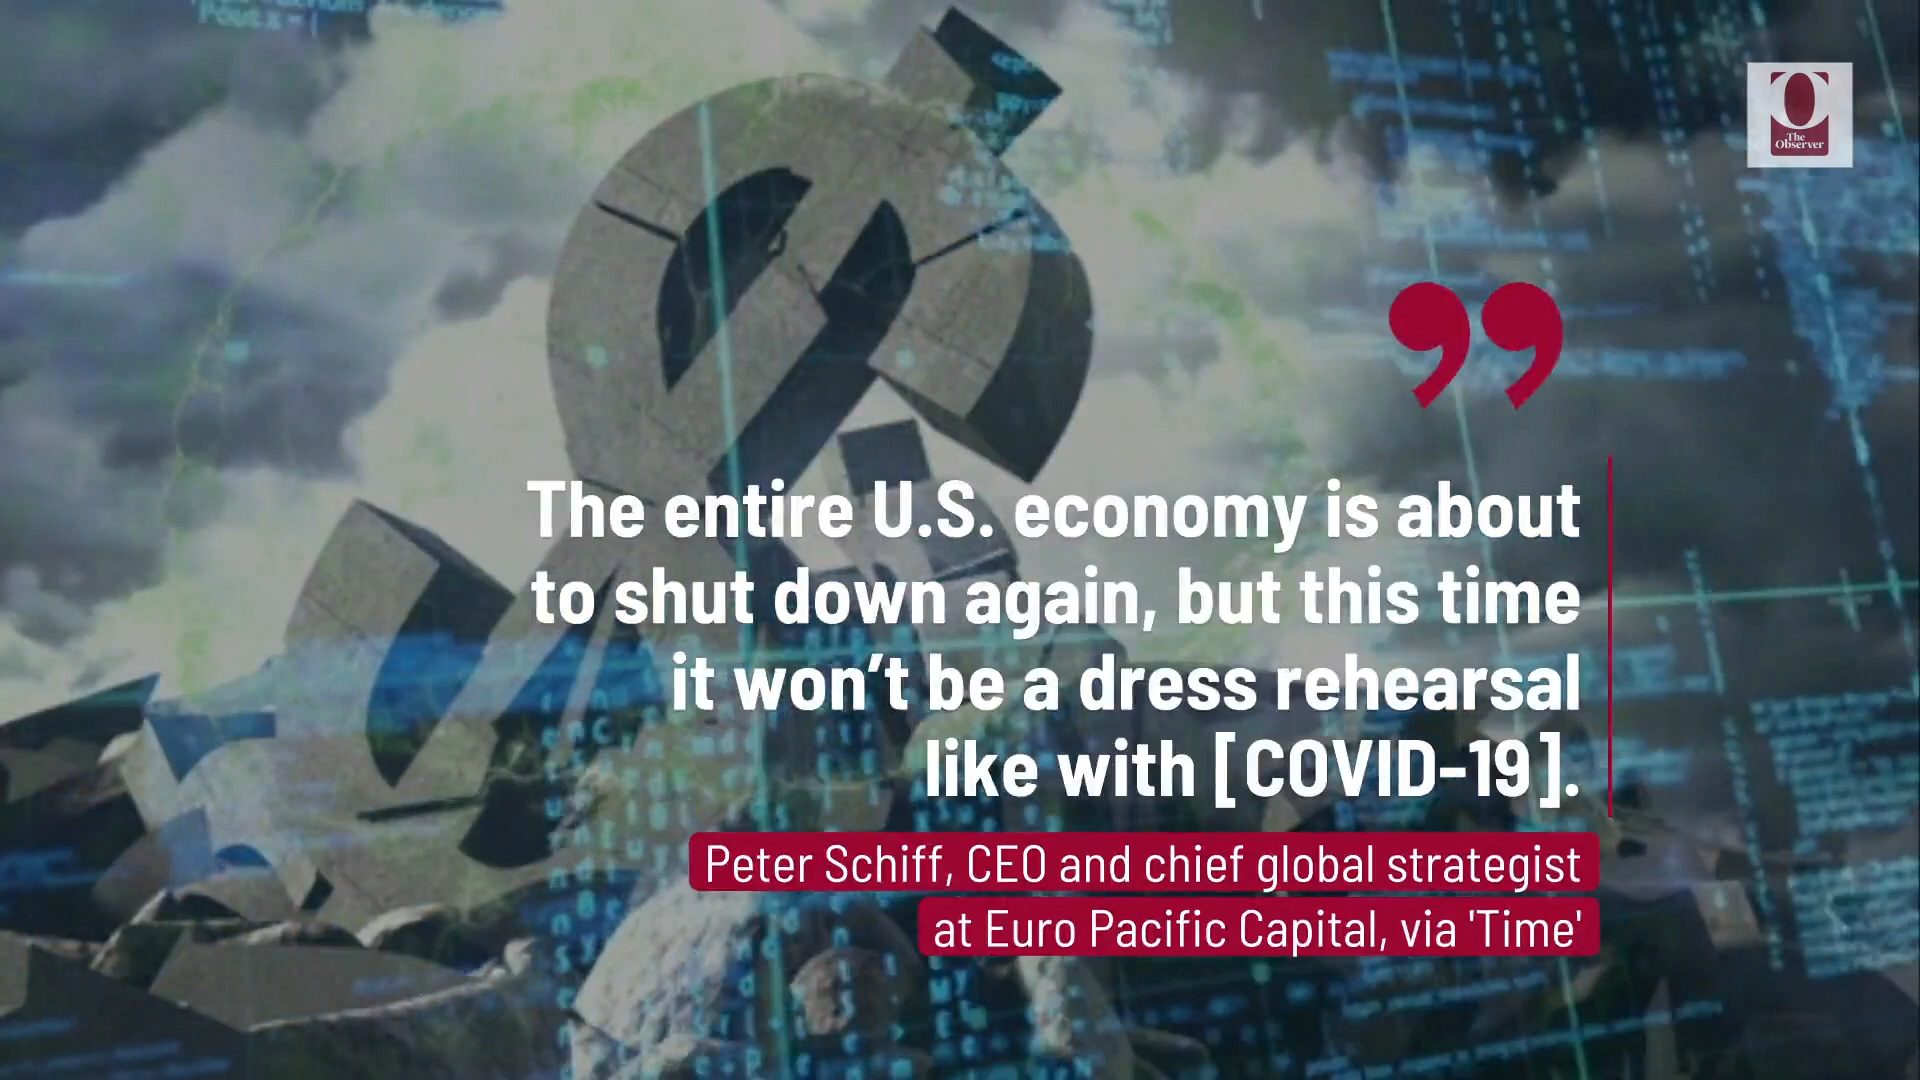 The
Observer
The entire U.S. economy is about
to shut down again, but this time
it won’t be a dress rehearsal
like with [COVID-19].
Peter Schiff, CEO and chief global strategist
at Euro Pacific Capital, via 'Time'